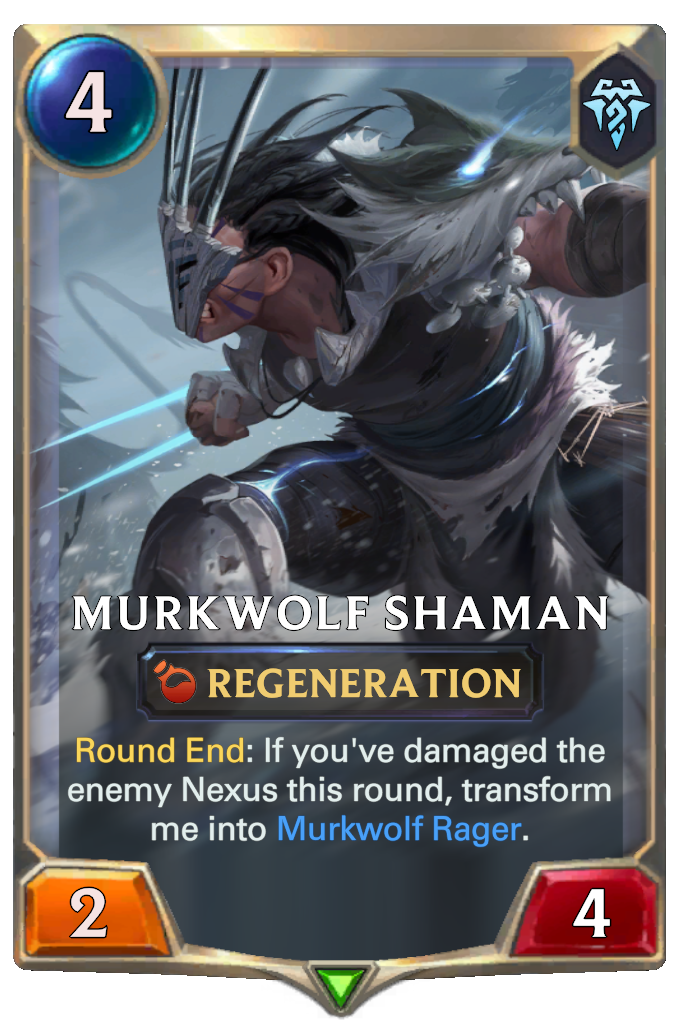 4
MURKWOLF SHAMAN
REGENERATION
Round End: If you've damaged the
enemy Nexus this round, transform
me into Murkwolf Rager.
2
4